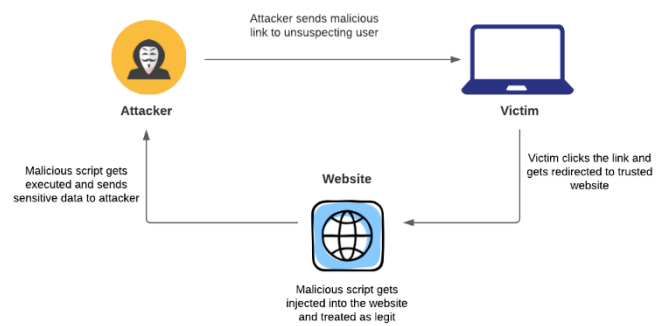 Attacker sends malicious
link to unsuspecting user
Attacker
Victim
Malicious script gets
executed and sends
sensitive data to attacker
Victim clicks the link and
gets redirected to trusted
website
Website
Malicious script gets
injected into the website
and treated as legit